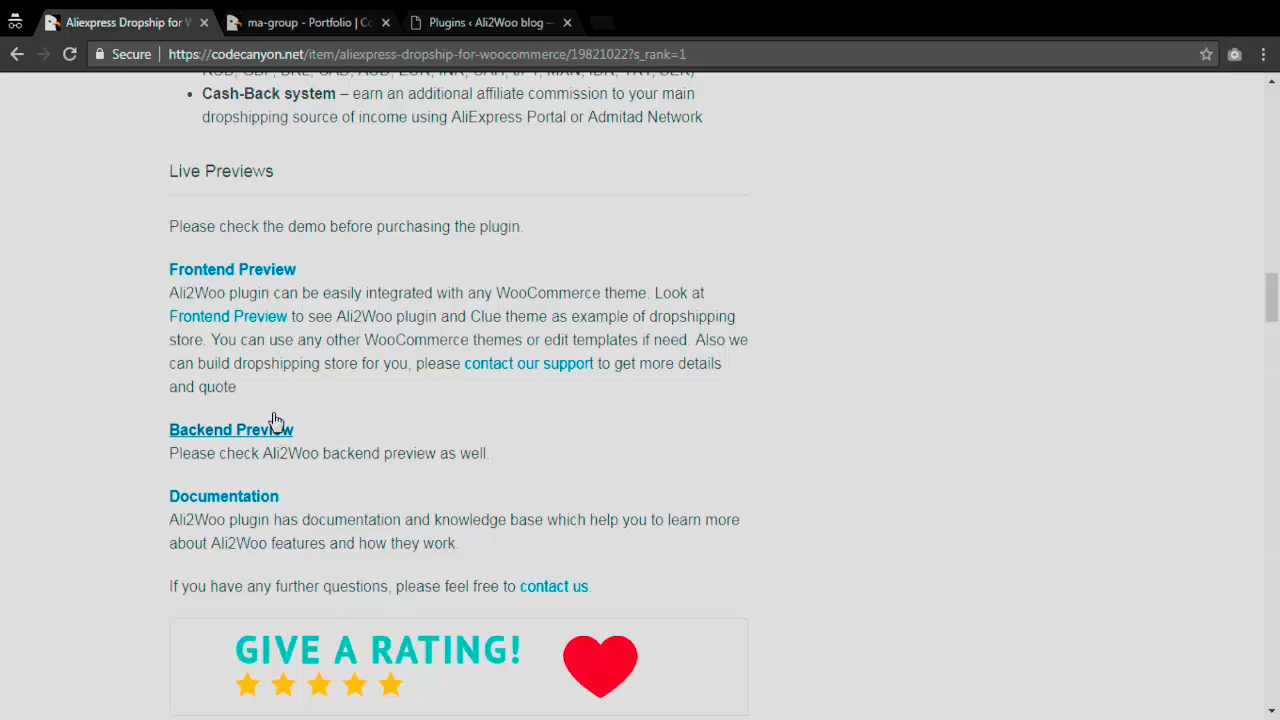 Aliexpress Dropship for W
ma-group - Portfolio | Co
Plugins ‹ Ali2Woo blog —
Secure https://codecanyon.net/item/aliexpress-dropship-for-woocommerce/19821022?s_rank=1
• Cash-Back system – earn an additional affiliate commission to your main
dropshipping source of income using AliExpress Portal or Admitad Network
Live Previews
Please check the demo before purchasing the plugin.
Frontend Preview
Ali2Woo plugin can be easily integrated with any WooCommerce theme. Look at
Frontend Preview to see Ali2Woo plugin and Clue theme as example of dropshipping
store. You can use any other WooCommerce themes or edit templates if need. Also we
can build dropshipping store for you, please contact our support to get more details
and quote
Backend Preview
Please check Ali2Woo backend preview as well.
Documentation
Ali2Woo plugin has documentation and knowledge base which help you to learn more
about Ali2Woo features and how they work.
If you have any further questions, please feel free to contact us.
GIVE A RATING!